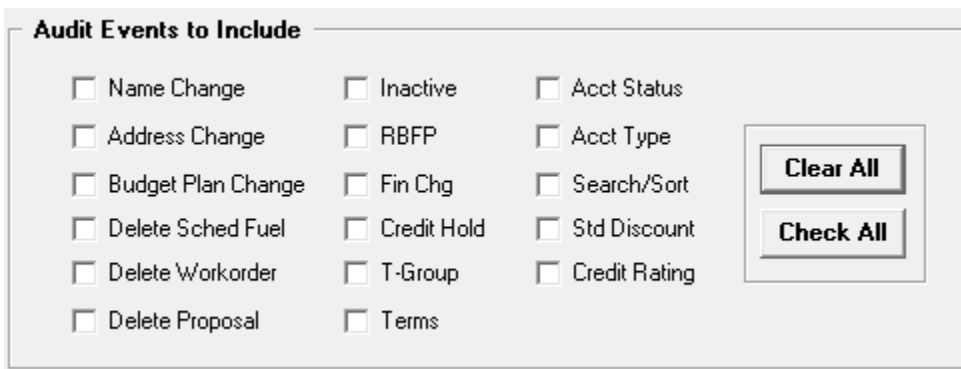 Audit Events to Include
Name Change
Address Change
Budget Plan Change
Delete Sched Fuel
Delete Workorder
Delete Proposal
Inactive
RBFP
Fin Chg
Credit Hold
T-Group
Terms
Acct Status
Acct Type
Search/Sort
Std Discount
Credit Rating
Clear All
Check All